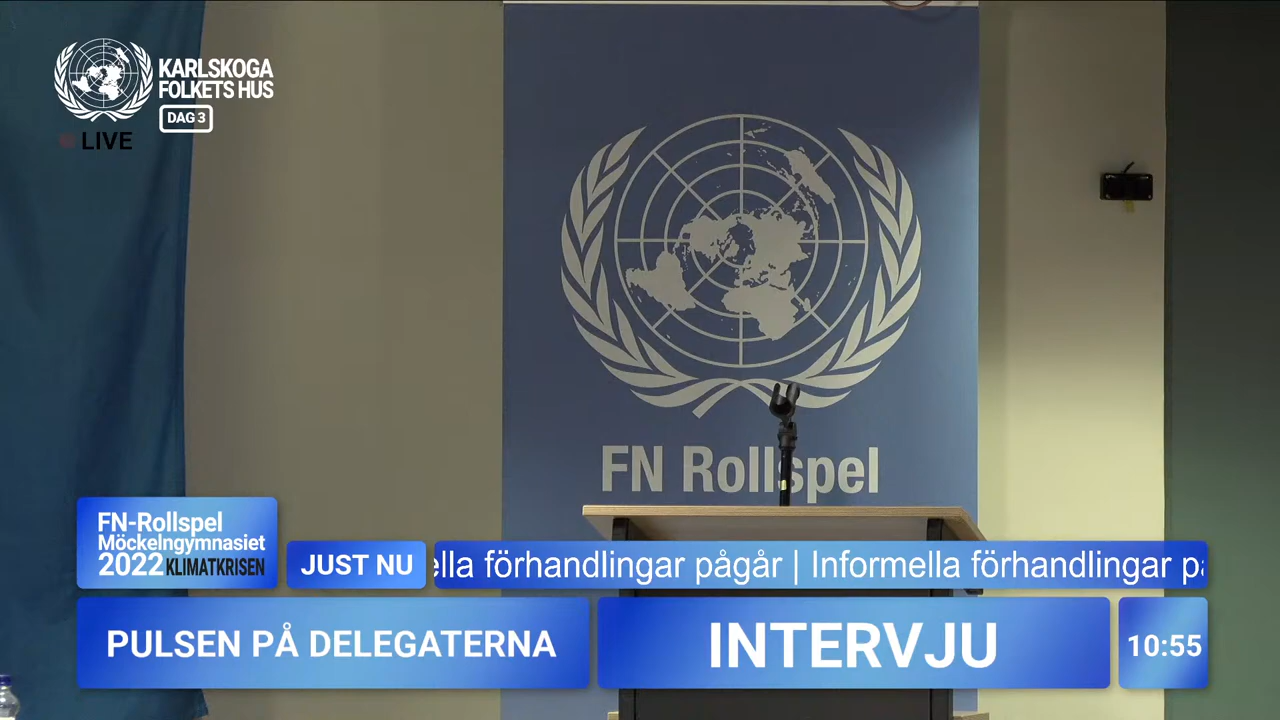 KARLSKOGA
FOLKETS HUS
DAG 3
LIVE
FN Rollspel
FN-Rollspel
Möckelngymnasiet
2022 KLIMATKRISEN
JUST NU
förhandlingar pågår | Informella förhandlingar
PULSEN PÅ DELEGATERNA
INTERVJU
10:55